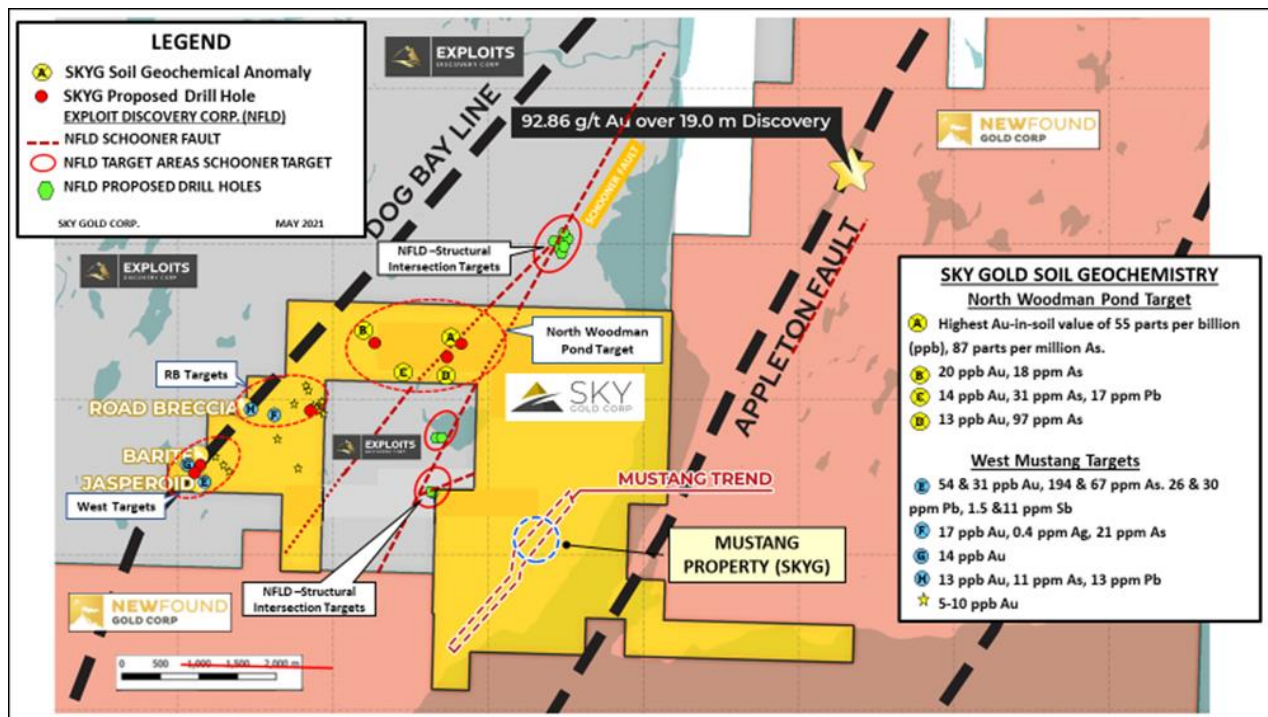 LEGEND
A SKYG Soil Geochemical Anomaly
SKYG Proposed Drill Hole
EXPLOIT DISCOVERY CORP. (NFLD)
NFLD SCHOONER FAULT
NFLD TARGET AREAS SCHOONER TARGET
NFLD PROPOSED DRILL HOLES
SKY GOLD CORP. MAY 2021
EXPLOITS
DISCOVERY CORP
DOG BAY LINE
92.86 g/t Au over 19.0 m Discovery
NEWFOUND
GOLD CORP
SCHOONER FAULT
APPLETON FAULT
NFLD –Structural
Intersection Targets
EXPLOITS
DISCOVERY CORP
North Woodman
Pond Target
B
A
C
D
SKY
GOLD CORP
RB Targets
ROAD BRECCIA
H
F
BARITE
G
JASPEROID
E
West Targets
EXPLOITS
DISCOVERY CORP
MUSTANG TREND
MUSTANG
PROPERTY (SKYG)
NFLD –Structural
Intersection Targets
NEWFOUND
GOLD CORP
0 500 1,000 1,500 2,000 m
SKY GOLD SOIL GEOCHEMISTRY
North Woodman Pond Target
A Highest Au-in-soil value of 55 parts per billion
(ppb), 87 parts per million As.
B 20 ppb Au, 18 ppm As
C 14 ppb Au, 31 ppm As, 17 ppm Pb
D 13 ppb Au, 97 ppm As
West Mustang Targets
E 54 & 31 ppb Au, 194 & 67 ppm As. 26 & 30
ppm Pb, 1.5 &11 ppm Sb
F 17 ppb Au, 0.4 ppm Ag, 21 ppm As
G 14 ppb Au
H 13 ppb Au, 11 ppm As, 13 ppm Pb
5-10 ppb Au